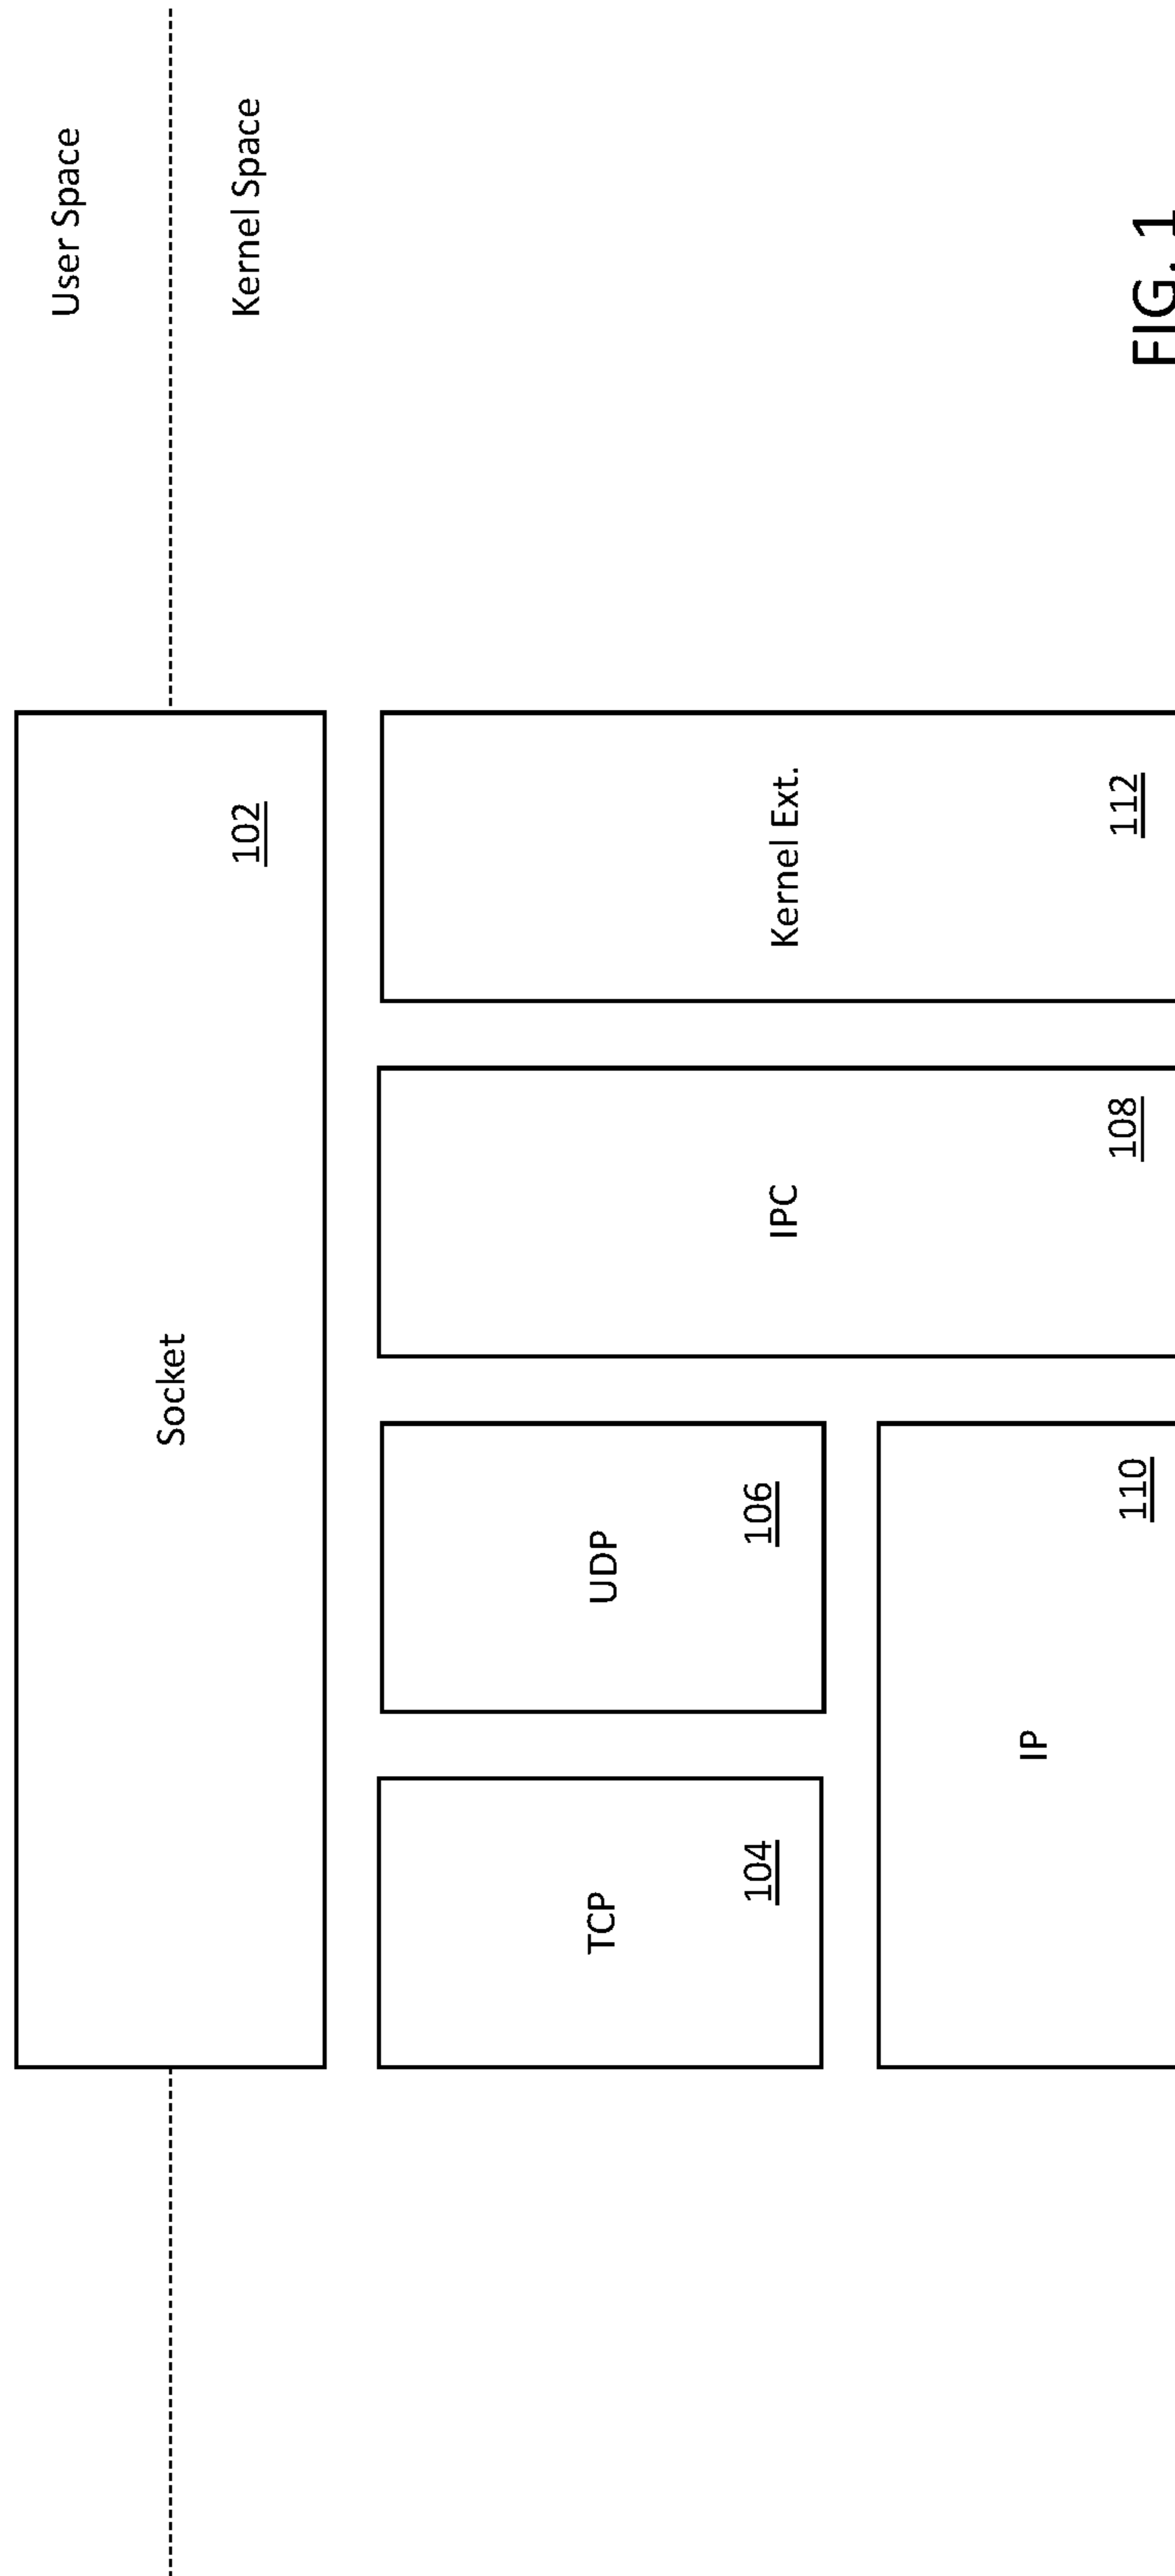 User Space
Kernel Space
Socket
102
TCP
104
UDP
106
IPC
108
Kernel Ext.
112
IP
110
FIG. 1